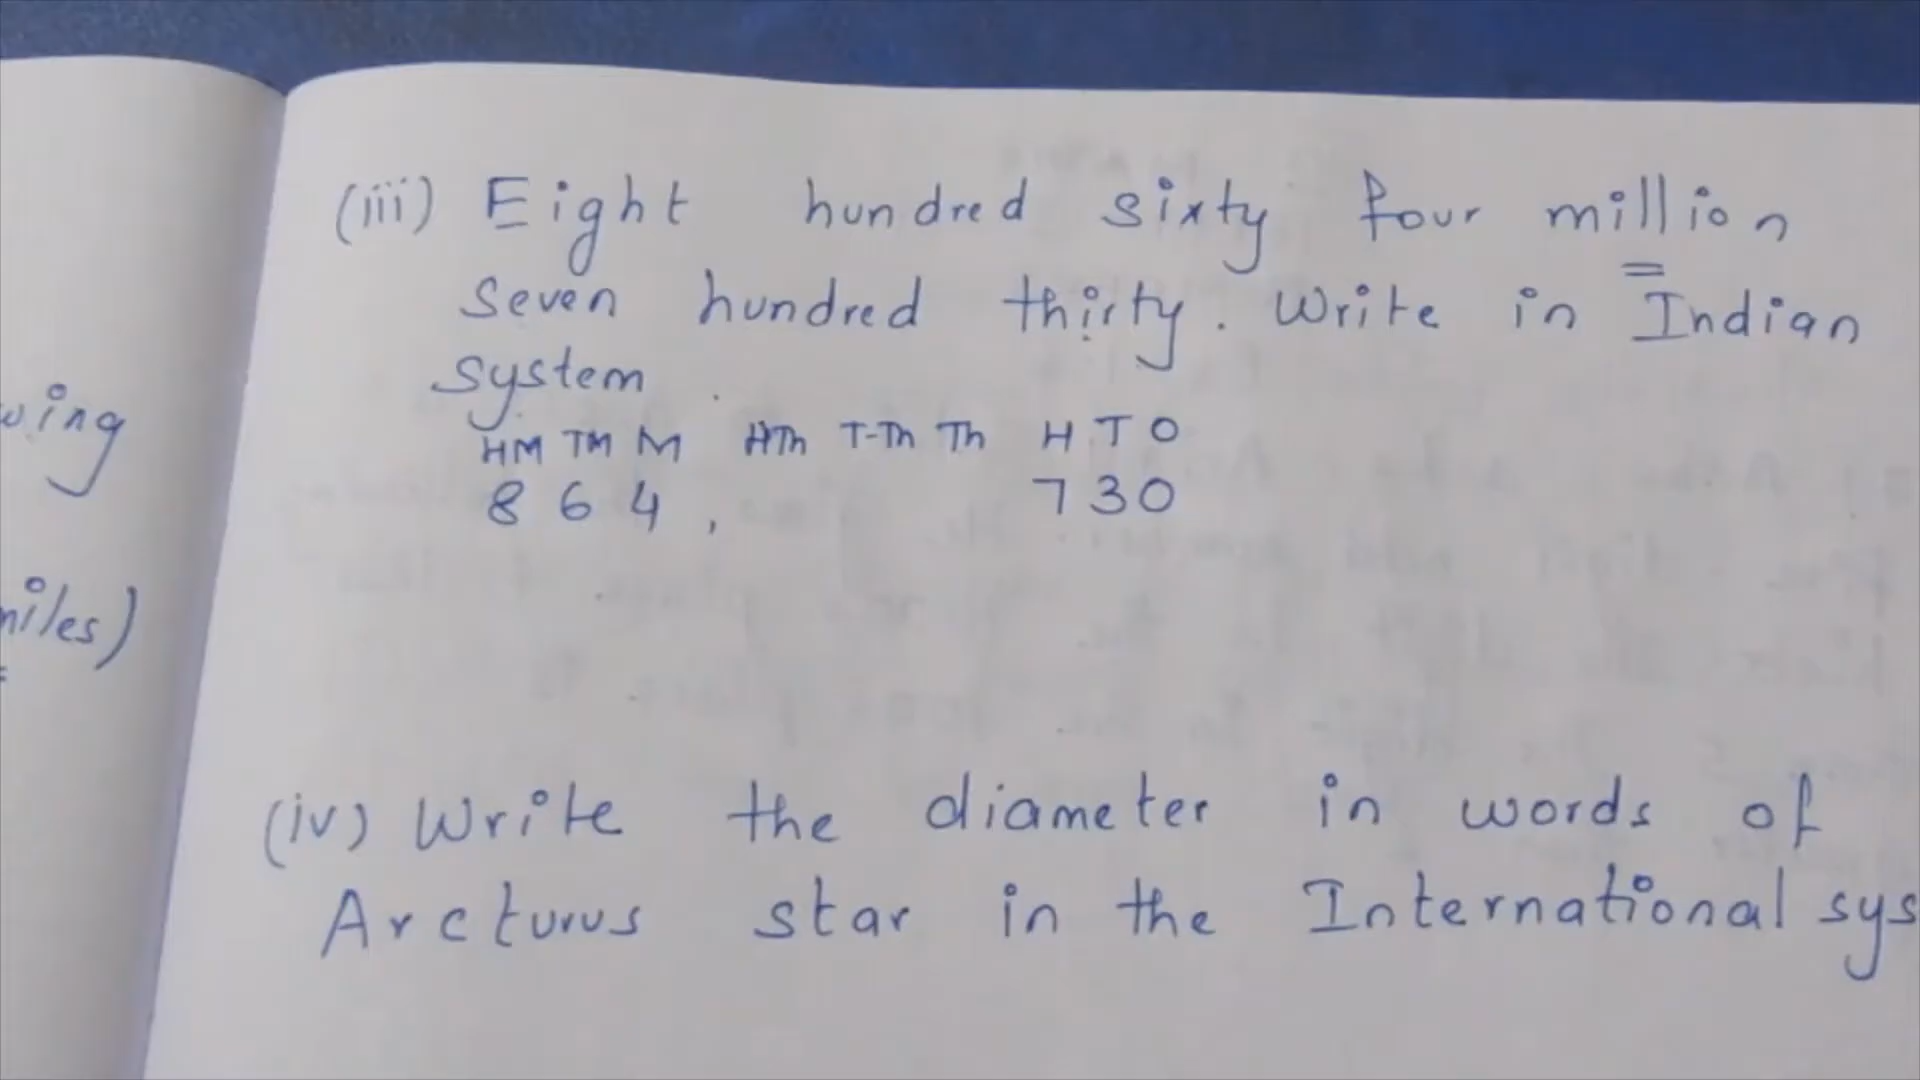 wing
miles)
(iii) Eight hundred sixty four million
seven hundred thirty. Write in Indian
system
HM TM M HTh T-Th Th H T O
8 6 4 , 7 3 0
(iv) Write the diameter in words of
Arcturus star in the International sys